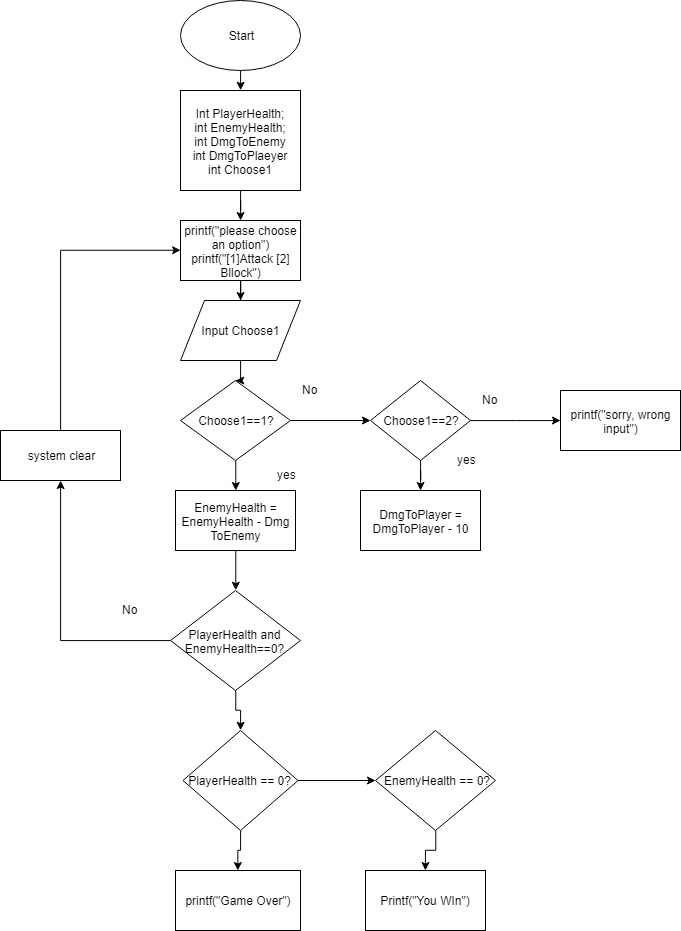 Start
Int PlayerHealth;
int EnemyHealth;
int DmgToEnemy
int DmgToPlaeyer
int Choose1
printf("please choose
an option")
printf("[1]Attack [2]
Bllock")
Input Choose1
No
No
Choose1==1?
Choose1==2?
printf("sorry, wrong
input")
system clear
yes
yes
EnemyHealth =
EnemyHealth - Dmg
ToEnemy
DmgToPlayer =
DmgToPlayer - 10
No
PlayerHealth and
EnemyHealth==0?
PlayerHealth == 0?
EnemyHealth == 0?
printf("Game Over")
Printf("You WIn")